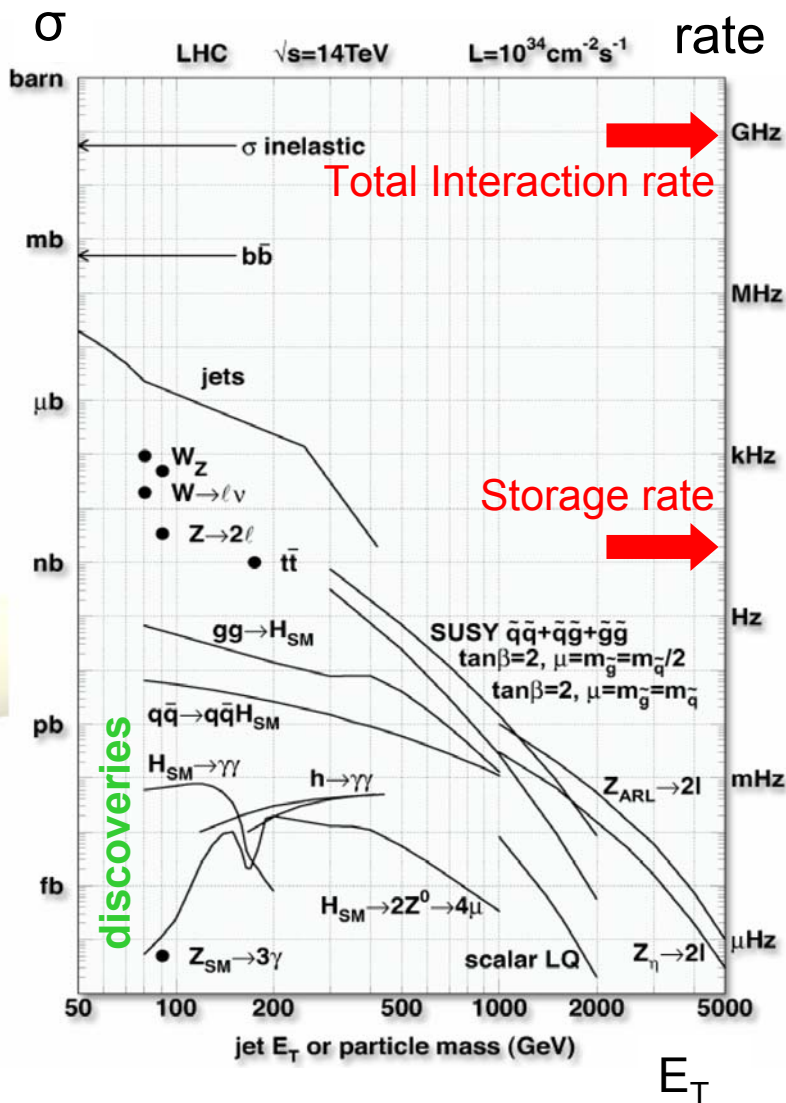 σ
rate
LHC √s=14TeV L=10³⁴cm⁻²s⁻¹
barn
GHz
σ inelastic
Total Interaction rate
mb
bb̄
MHz
jets
μb
kHz
W
Z
W→ℓν
Storage rate
Z→2ℓ
nb
tt̄
Hz
gg→H_SM
SUSY q̃q̃+q̃g̃+g̃g̃
tanβ=2, μ=m_g̃=m_q̃/2
tanβ=2, μ=m_g̃=m_q̃
qq̄→qq̄H_SM
pb
discoveries
H_SM→γγ
h→γγ
mHz
Z_ARL→2l
fb
H_SM→2Z⁰→4μ
μHz
Z_SM→3γ
scalar LQ
Z_η→2l
50 100 200 500 1000 2000 5000
jet E_T or particle mass (GeV)
E_T